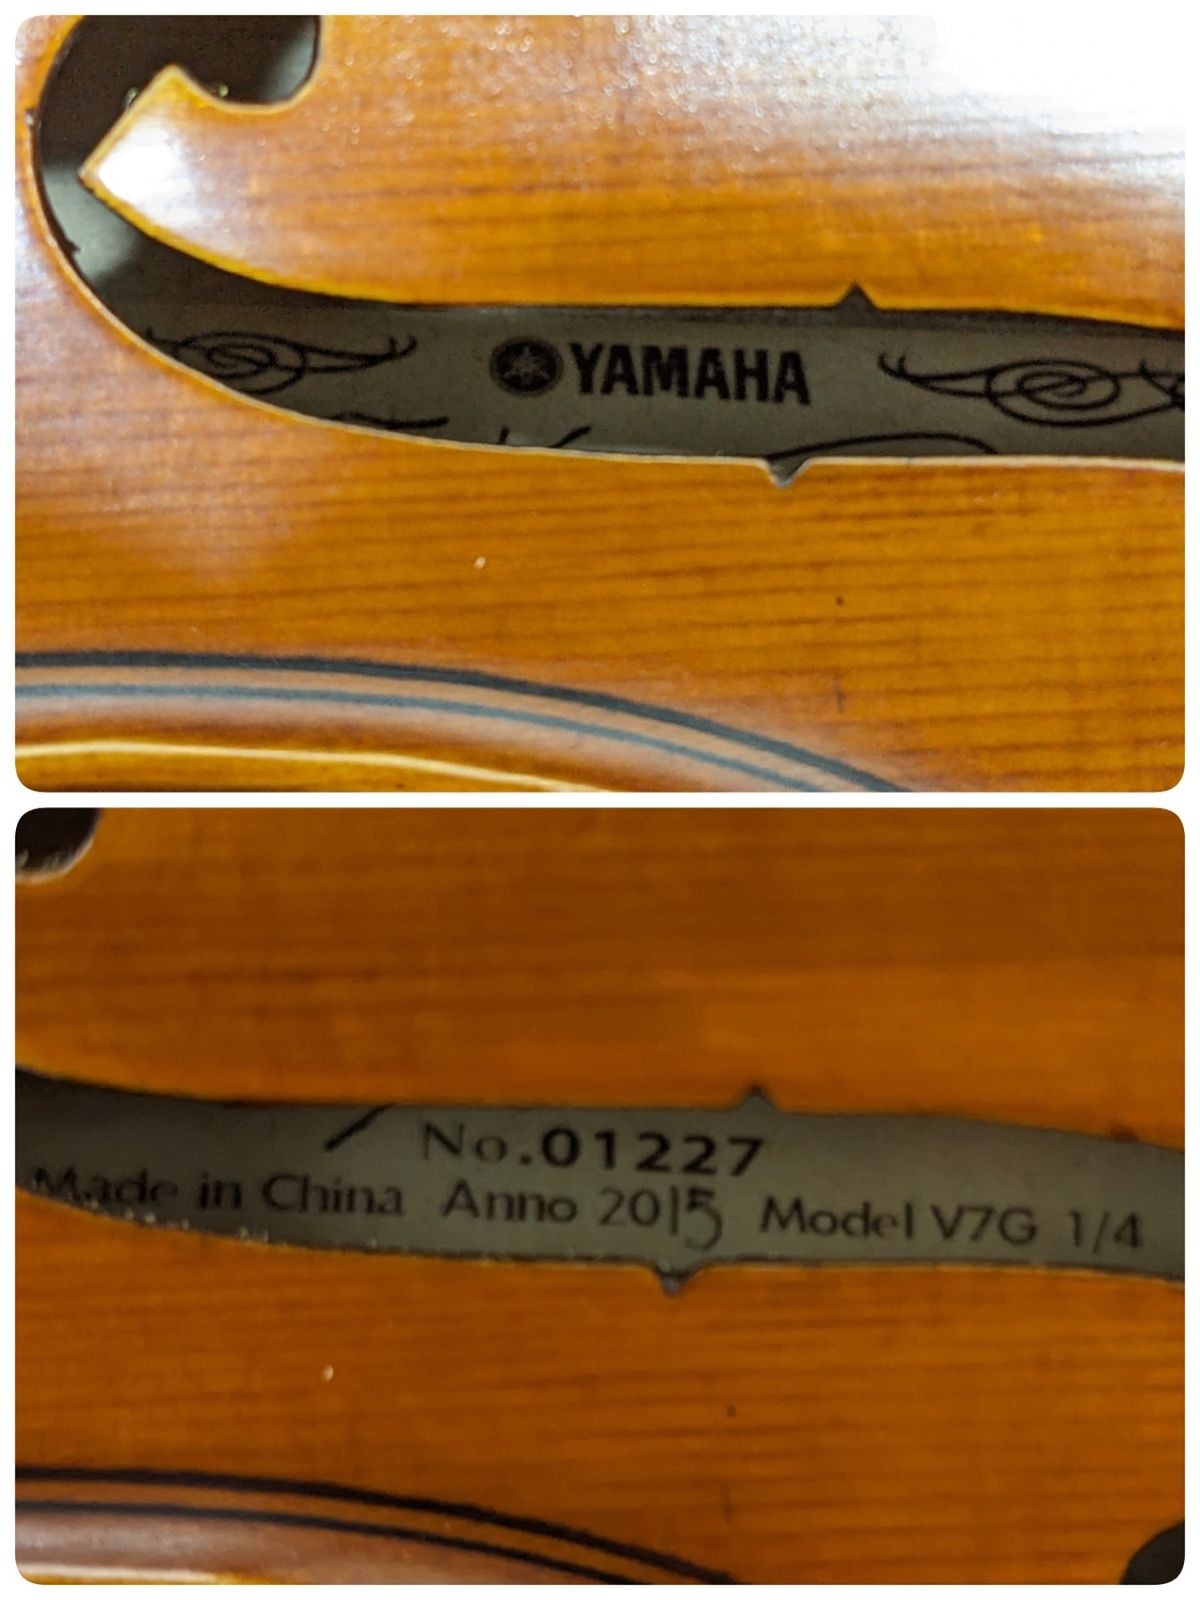 YAMAHA
No.01227
Made in China Anno 2015 Model V7G 1/4